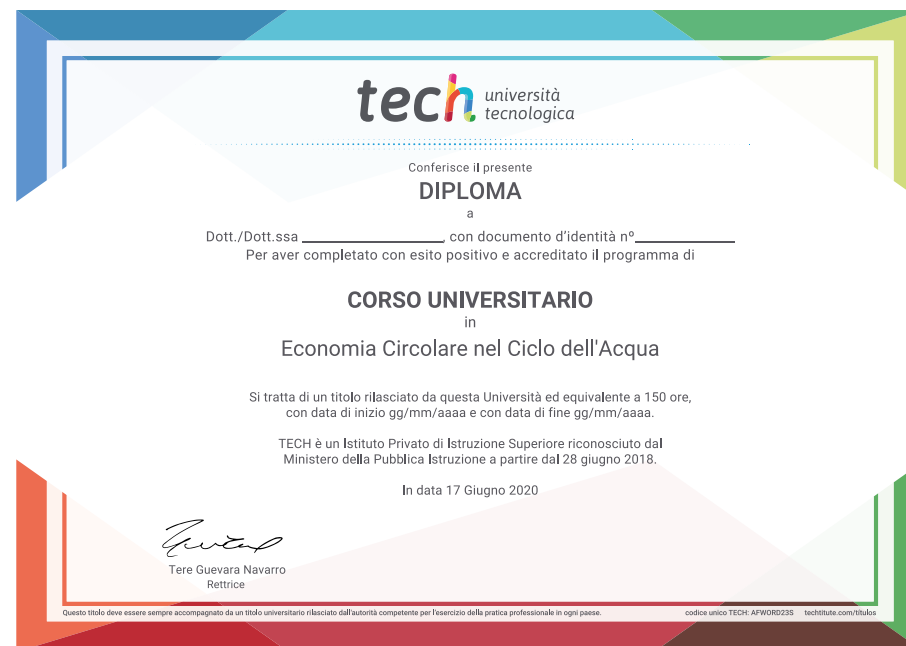 tech università
tecnologica
Conferisce il presente
DIPLOMA
a
Dott./Dott.ssa ____________, con documento d'identità nº____________
Per aver completato con esito positivo e accreditato il programma di
CORSO UNIVERSITARIO
in
Economia Circolare nel Ciclo dell'Acqua
Si tratta di un titolo rilasciato da questa Università ed equivalente a 150 ore,
con data di inizio gg/mm/aaaa e con data di fine gg/mm/aaaa.
TECH è un Istituto Privato di Istruzione Superiore riconosciuto dal
Ministero della Pubblica Istruzione a partire dal 28 giugno 2018.
In data 17 Giugno 2020
Tere Guevara Navarro
Rettrice
Questo titolo deve essere sempre accompagnato da un titolo universitario rilasciato dall'autorità competente per l'esercizio della pratica professionale in ogni paese. codice unico TECH: AFWORD23S techtitute.com/títulos